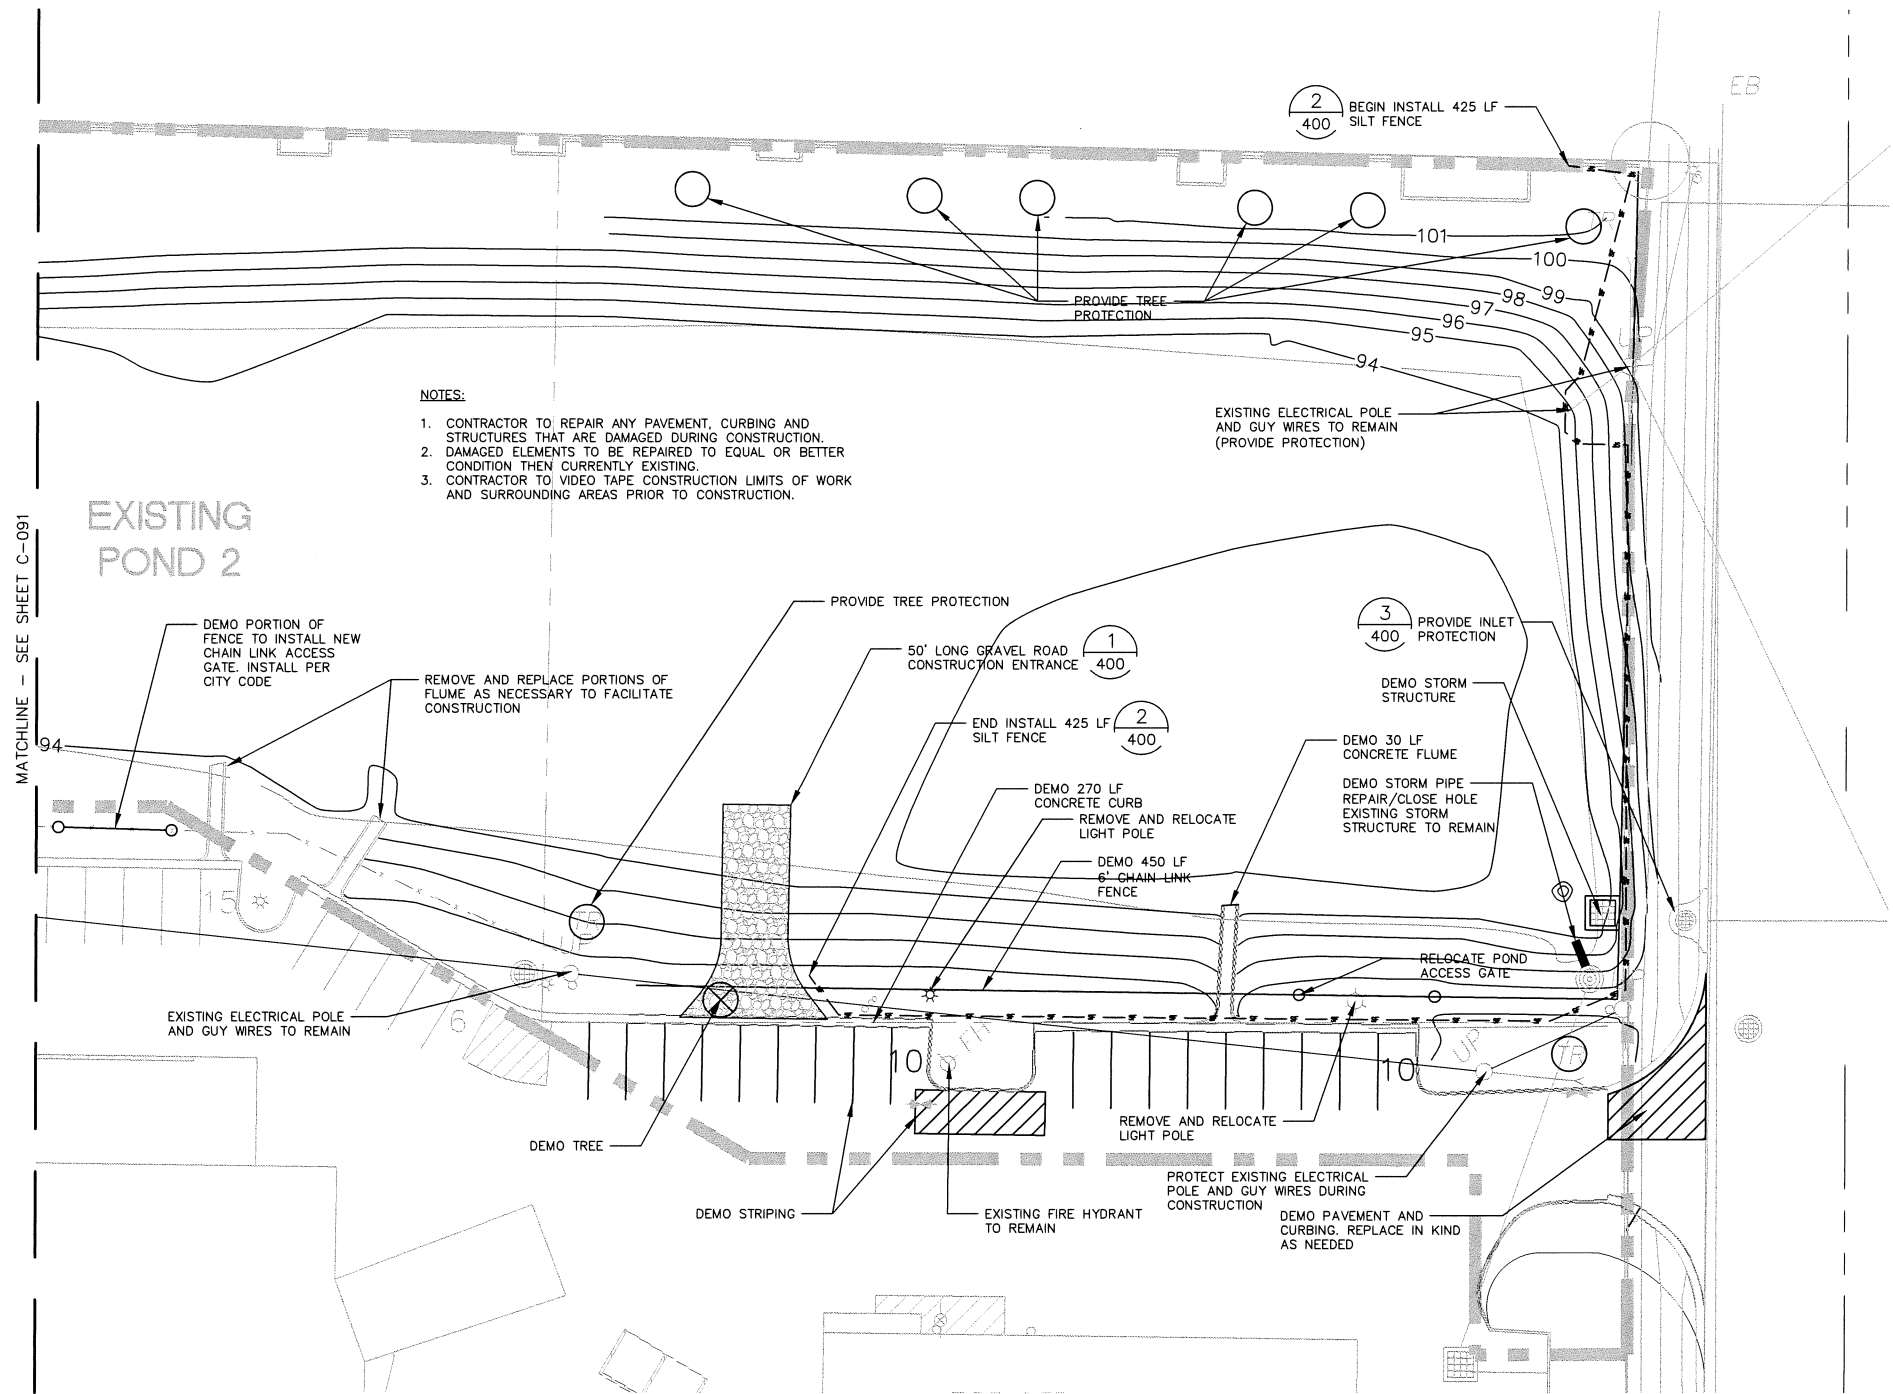 EB
2
400
BEGIN INSTALL 425 LF
SILT FENCE
101
100
99
98
97
96
95
94
PROVIDE TREE
PROTECTION
NOTES:
1. CONTRACTOR TO REPAIR ANY PAVEMENT, CURBING AND
STRUCTURES THAT ARE DAMAGED DURING CONSTRUCTION.
2. DAMAGED ELEMENTS TO BE REPAIRED TO EQUAL OR BETTER
CONDITION THEN CURRENTLY EXISTING.
3. CONTRACTOR TO VIDEO TAPE CONSTRUCTION LIMITS OF WORK
AND SURROUNDING AREAS PRIOR TO CONSTRUCTION.
EXISTING ELECTRICAL POLE
AND GUY WIRES TO REMAIN
(PROVIDE PROTECTION)
EXISTING
POND 2
MATCHLINE - SEE SHEET C-091
PROVIDE TREE PROTECTION
DEMO PORTION OF
FENCE TO INSTALL NEW
CHAIN LINK ACCESS
GATE. INSTALL PER
CITY CODE
REMOVE AND REPLACE PORTIONS OF
FLUME AS NECESSARY TO FACILITATE
CONSTRUCTION
50' LONG GRAVEL ROAD
CONSTRUCTION ENTRANCE
1
400
3
400
PROVIDE INLET
PROTECTION
DEMO STORM
STRUCTURE
END INSTALL 425 LF
SILT FENCE
2
400
DEMO 30 LF
CONCRETE FLUME
94
DEMO 270 LF
CONCRETE CURB
DEMO STORM PIPE
REPAIR/CLOSE HOLE
EXISTING STORM
STRUCTURE TO REMAIN
REMOVE AND RELOCATE
LIGHT POLE
DEMO 450 LF
6' CHAIN LINK
FENCE
15
TR
RELOCATE POND
ACCESS GATE
EXISTING ELECTRICAL POLE
AND GUY WIRES TO REMAIN
6
10
FH
10
UP
TR
REMOVE AND RELOCATE
LIGHT POLE
DEMO TREE
PROTECT EXISTING ELECTRICAL
POLE AND GUY WIRES DURING
CONSTRUCTION
DEMO STRIPING
EXISTING FIRE HYDRANT
TO REMAIN
DEMO PAVEMENT AND
CURBING. REPLACE IN KIND
AS NEEDED